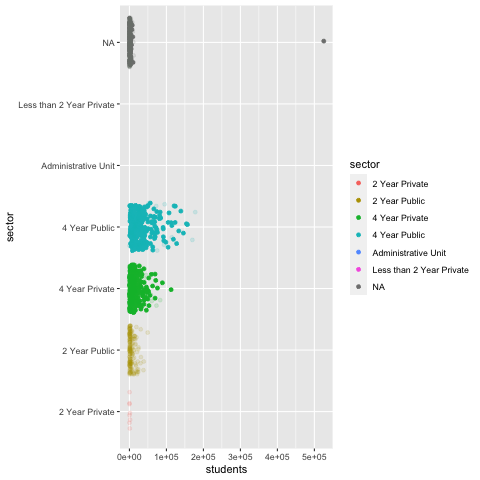 NA
Less than 2 Year Private
Administrative Unit
4 Year Public
4 Year Private
2 Year Public
2 Year Private
sector
0e+00 1e+05 2e+05 3e+05 4e+05 5e+05
students
sector
2 Year Private
2 Year Public
4 Year Private
4 Year Public
Administrative Unit
Less than 2 Year Private
NA